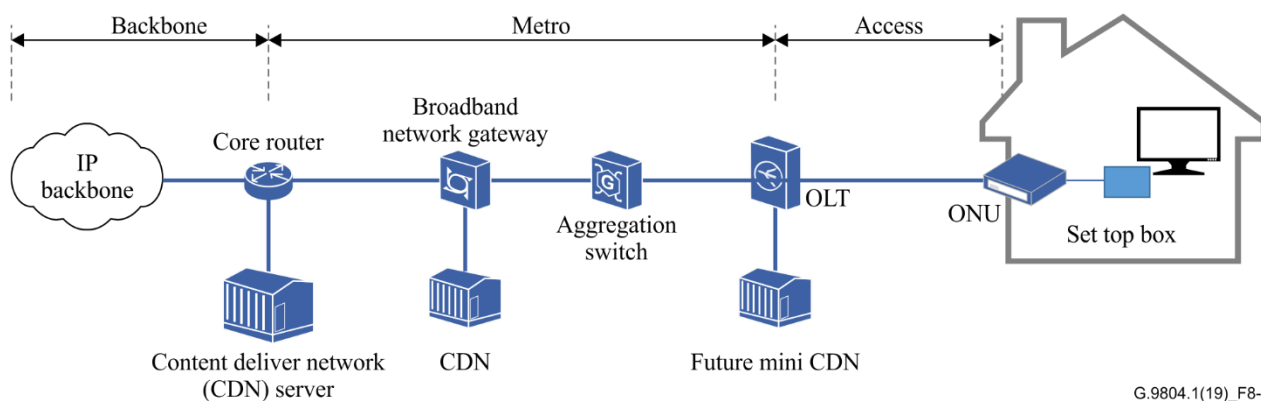 Backbone
Metro
Access
Broadband
network gateway
Core router
IP
backbone
OLT
Aggregation
switch
ONU
Set top box
Content deliver network
(CDN) server
CDN
Future mini CDN
G.9804.1(19)_F8-